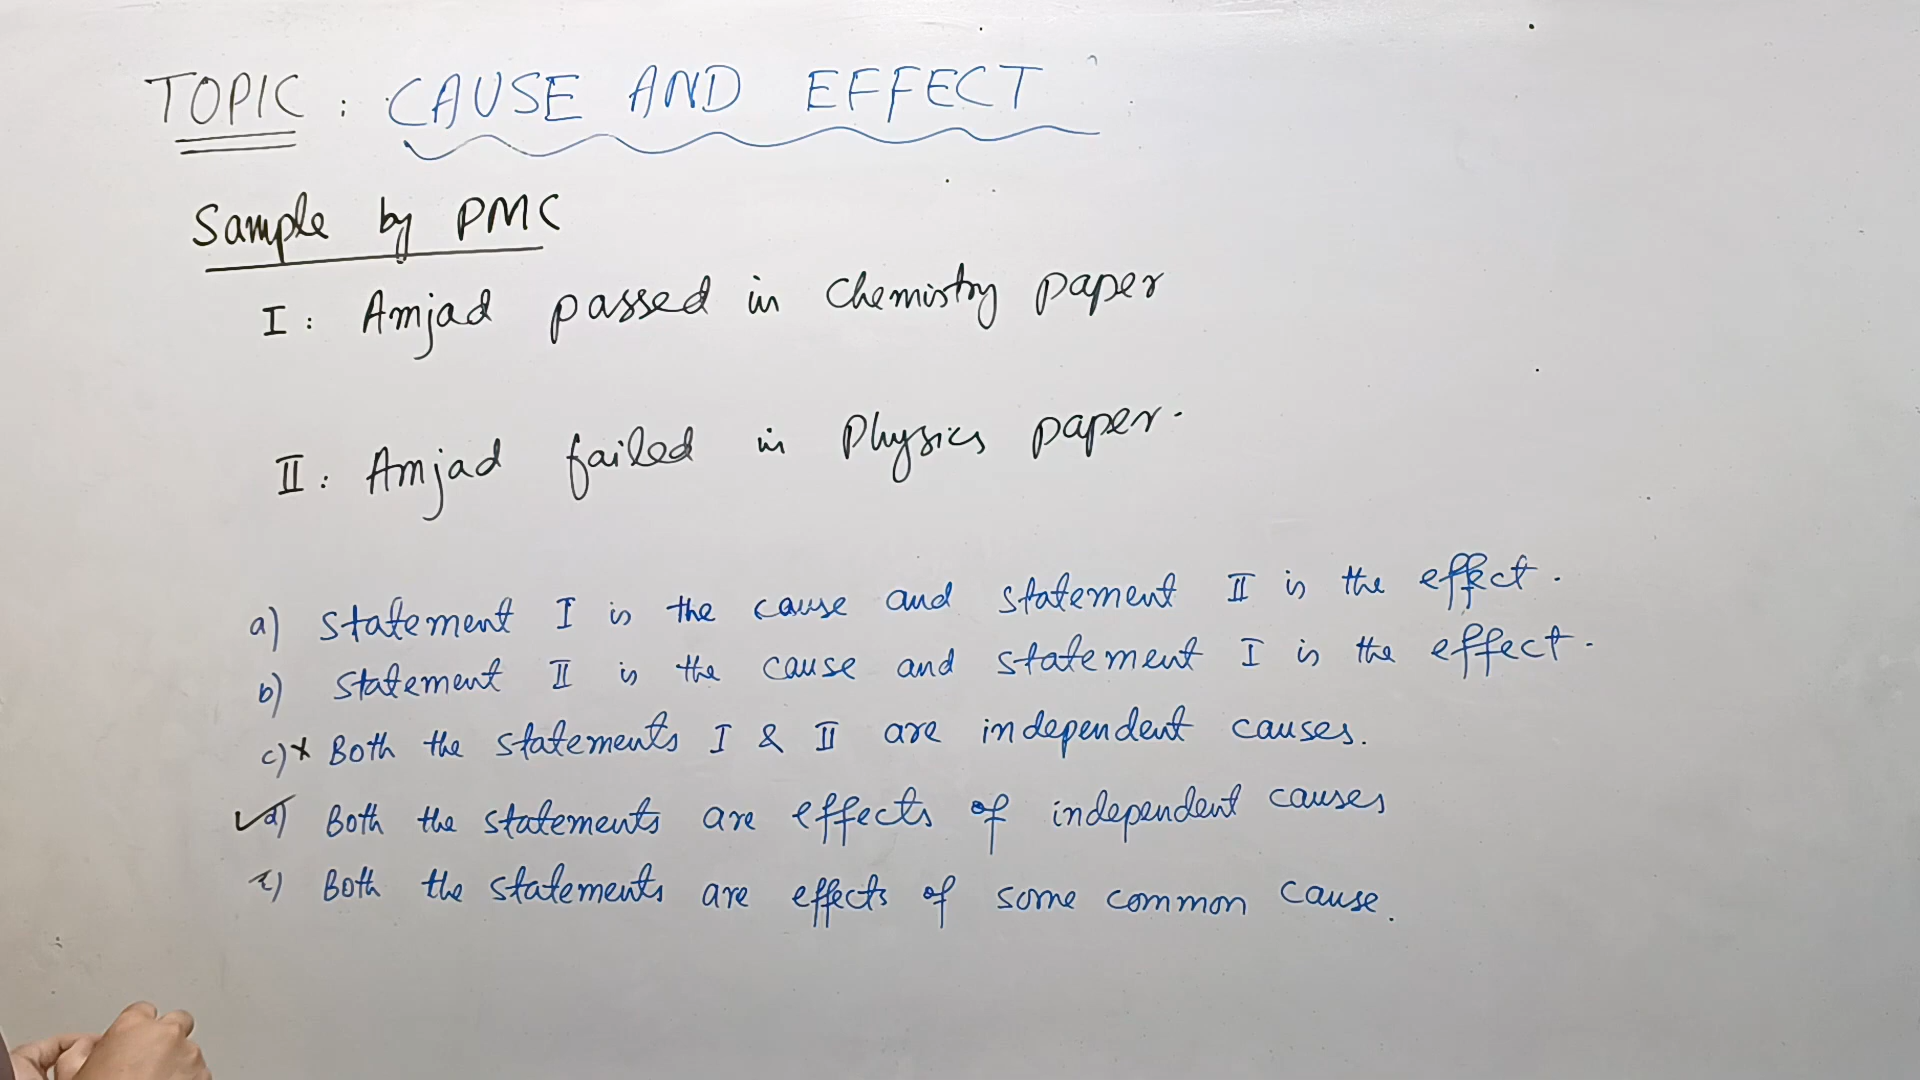 TOPIC : CAUSE AND EFFECT
Sample by PMC
I : Amjad passed in Chemistry paper
II : Amjad failed in Physics paper.
a) Statement I is the cause and statement II is the effect.
b) Statement II is the cause and statement I is the effect.
c) x Both the statements I & II are independent causes.
✓ d) Both the statements are effects of independent causes
e) Both the statements are effects of some common cause.